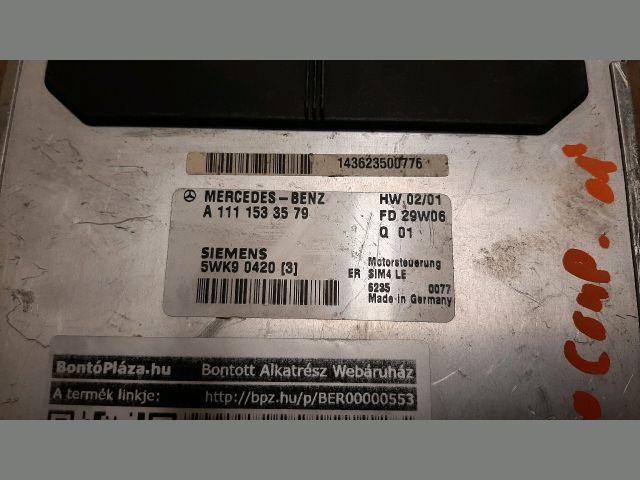 143623500776
MERCEDES-BENZ HW 02/01
A 111 153 35 79 FD 29W06
Q 01
SIEMENS Motorsteuerung
5WK9 0420 [3] ER SIM4 LE
6235 0077
Made in Germany
BontóPláza.hu Bontott Alkatrész Webáruház
A termék linkje: http://bpz.hu/p/BER00000553